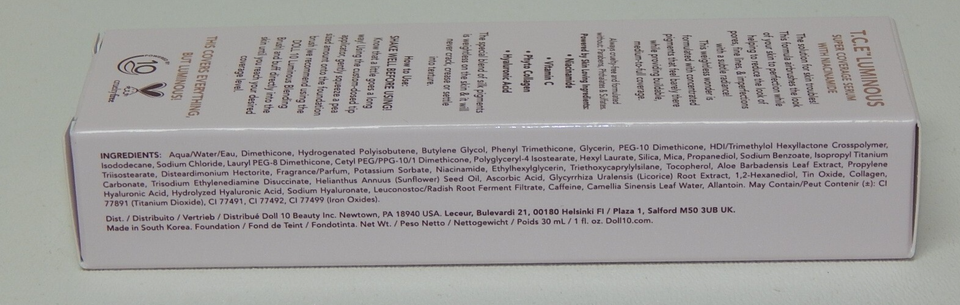 T.C.E® LUMINOUS
SUPER COVERAGE SERUM
WITH NIACINAMIDE
The solution for skin troubles!
This formula airbrushes the look
of your skin to perfection while
helping to reduce the look of
pores, fine lines, & imperfections
with a subtle radiance!
This weightless wonder is
formulated with concentrated
pigments that feel barely there
while providing buildable,
medium-to-full coverage.
Always cruelty-free and formulated
without: Parabens, Phthalates & Sulfates.
Powered by Skin Loving Ingredients:
• Niacinamide
• Vitamin C
• Phyto Collagen
• Hyaluronic Acid
The special blend of silk pigments
is weightless on the skin & it will
never crack, crease or settle
into texture.
How to Use:
SHAKE WELL BEFORE USING!
Know that a little goes a long
way! Using the custom-dosed tip
applicator, gently squeeze a pea
sized amount onto the foundation
brush (we recommend using the
DOLL 10 Luminous Blending
Brush) and buff directly into the
skin until you reach your desired
coverage level.
THIS COVERS EVERYTHING,
BUT LUMINOUS!
10
crueltyfree
INGREDIENTS: Aqua/Water/Eau, Dimethicone, Hydrogenated Polyisobutene, Butylene Glycol, Phenyl Trimethicone, Glycerin, PEG-10 Dimethicone, HDI/Trimethylol Hexyllactone Crosspolymer,
Isododecane, Sodium Chloride, Lauryl PEG-8 Dimethicone, Cetyl PEG/PPG-10/1 Dimethicone, Polyglyceryl-4 Isostearate, Hexyl Laurate, Silica, Mica, Propanediol, Sodium Benzoate, Isopropyl Titanium
Triisostearate, Disteardimonium Hectorite, Fragrance/Parfum, Potassium Sorbate, Niacinamide, Ethylhexylglycerin, Triethoxycaprylylsilane, Tocopherol, Aloe Barbadensis Leaf Extract, Propylene
Carbonate, Trisodium Ethylenediamine Disuccinate, Helianthus Annuus (Sunflower) Seed Oil, Ascorbic Acid, Glycyrrhiza Uralensis (Licorice) Root Extract, 1,2-Hexanediol, Tin Oxide, Collagen,
Hyaluronic Acid, Hydrolyzed Hyaluronic Acid, Sodium Hyaluronate, Leuconostoc/Radish Root Ferment Filtrate, Caffeine, Camellia Sinensis Leaf Water, Allantoin. May Contain/Peut Contenir (±): CI
77891 (Titanium Dioxide), CI 77491, CI 77492, CI 77499 (Iron Oxides).
Dist. / Distribuito / Vertrieb / Distribué Doll 10 Beauty Inc. Newtown, PA 18940 USA. Leceur, Bulevardi 21, 00180 Helsinki FI / Plaza 1, Salford M50 3UB UK.
Made in South Korea. Foundation / Fond de Teint / Fondotinta. Net Wt. / Peso Netto / Nettogewicht / Poids 30 mL / 1 fl. oz. Doll10.com.